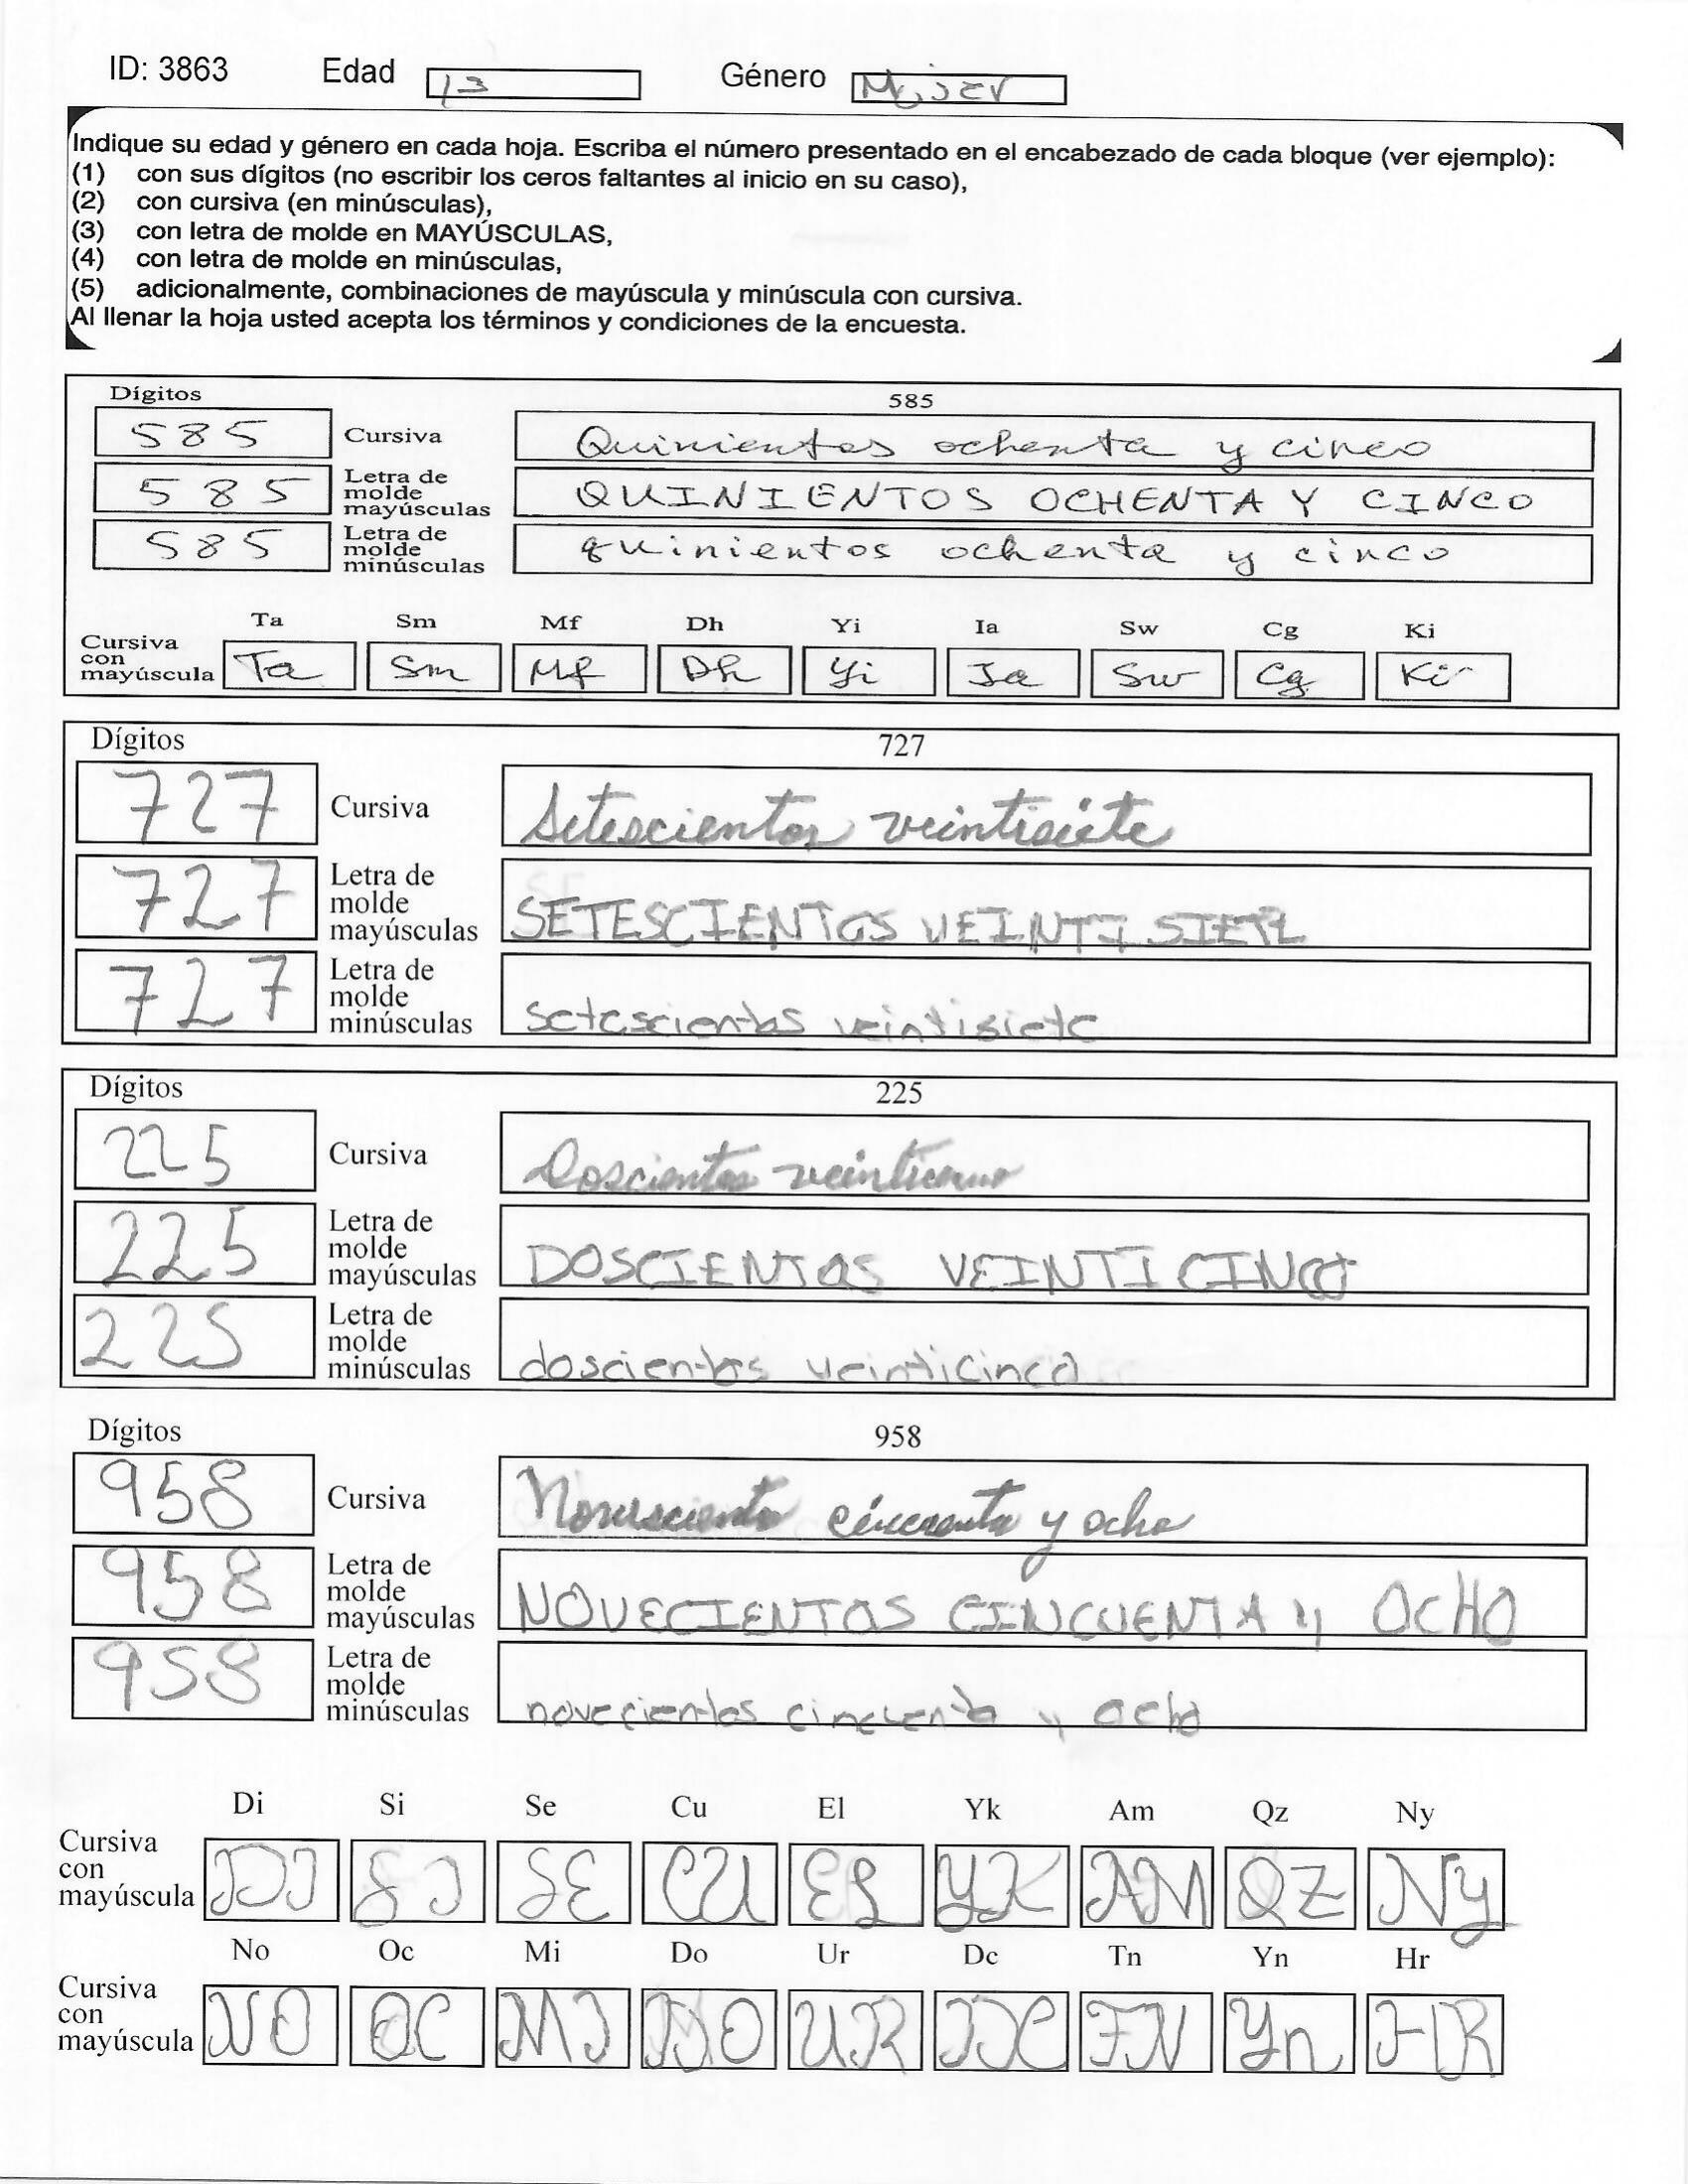 ID: 3863 Edad 13 Género Mujer
Indique su edad y género en cada hoja. Escriba el número presentado en el encabezado de cada bloque (ver ejemplo):
(1) con sus dígitos (no escribir los ceros faltantes al inicio en su caso),
(2) con cursiva (en minúsculas),
(3) con letra de molde en MAYÚSCULAS,
(4) con letra de molde en minúsculas,
(5) adicionalmente, combinaciones de mayúscula y minúscula con cursiva.
Al llenar la hoja usted acepta los términos y condiciones de la encuesta.
Dígitos 585
585 Cursiva Quinientos ochenta y cinco
585 Letra de molde mayúsculas QUINIENTOS OCHENTA Y CINCO
585 Letra de molde minúsculas quinientos ochenta y cinco
Ta Sm Mf Dh Yi Ia Sw Cg Ki
Cursiva con mayúscula Ta Sm Mf Dh Yi Ia Sw Cg Ki
Dígitos 727
727 Cursiva Setescientos veintisiete
727 Letra de molde mayúsculas SETESCIENTOS VEINTI SIETE
727 Letra de molde minúsculas setescientos veintisiete
Dígitos 225
225 Cursiva Doscientos
225 Letra de molde mayúsculas DOSCIENTOS VEINTI CINCO
225 Letra de molde minúsculas doscientos veinticinco
Dígitos 958
958 Cursiva y ocho
958 Letra de molde mayúsculas NOVECIENTOS CINCUENTA y OCHO
958 Letra de molde minúsculas novecientos cincuenta y ocho
Di Si Se Cu El Yk Am Qz Ny
Cursiva con mayúscula DI SI SE CU EL YK AM QZ Ny
No Oc Mi Do Ur Dc Tn Yn Hr
Cursiva con mayúscula NO OC MI DO UR DC TN Yn HR